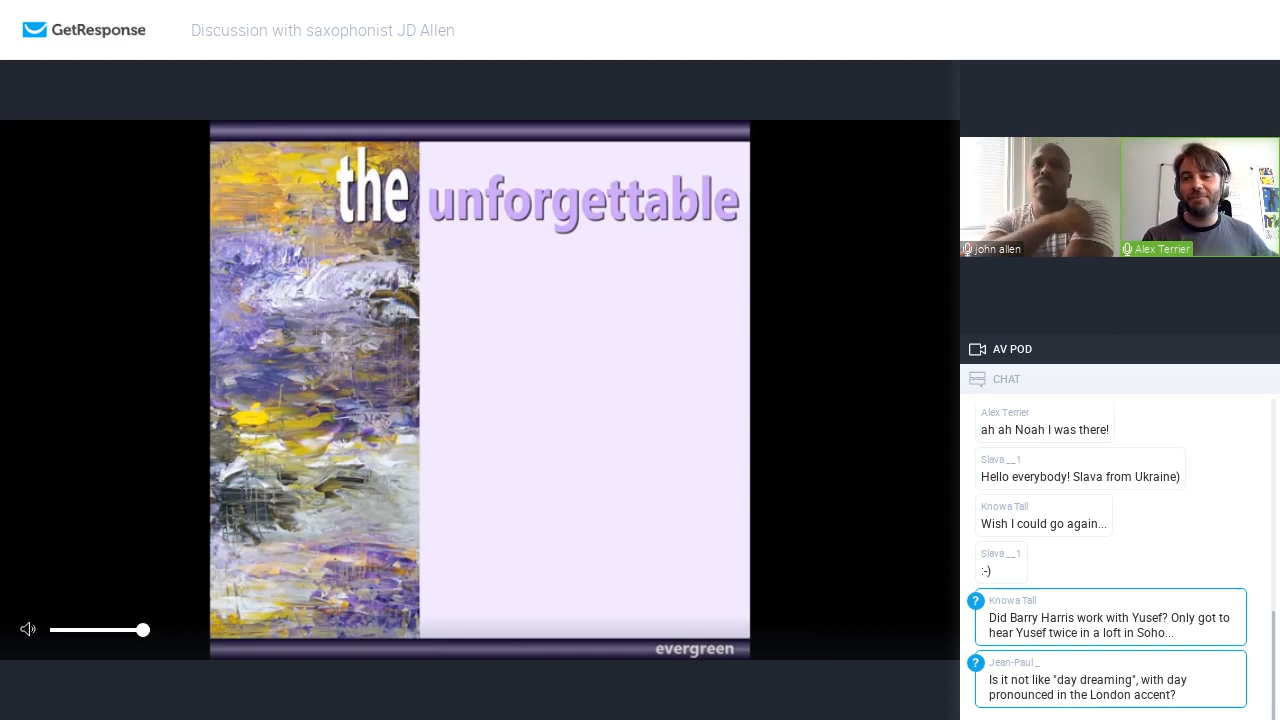 GetResponse
Discussion with saxophonist JD Allen
the unforgettable
evergreen
john allen
Alex Terrier
AV POD
CHAT
Alex Terrier
ah ah Noah I was there!
Slava __1
Hello everybody! Slava from Ukraine)
Knowa Tall
Wish I could go again...
Slava __1
:-)
?
Knowa Tall
Did Barry Harris work with Yusef? Only got to
hear Yusef twice in a loft in Soho...
?
Jean-Paul _
Is it not like "day dreaming", with day
pronounced in the London accent?